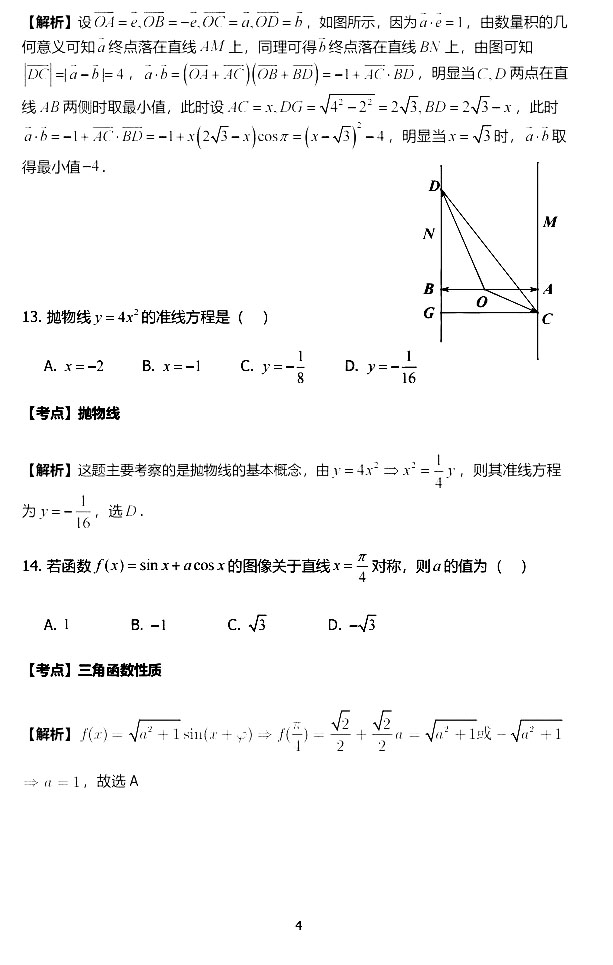 【解析】设 $\overrightarrow{OA}=\vec{e},\overrightarrow{OB}=-\vec{e},\overrightarrow{OC}=\vec{a},\overrightarrow{OD}=\vec{b}$，如图所示，因为 $\vec{a}\cdot\vec{e}=1$，由数量积的几
何意义可知 $\vec{a}$ 终点落在直线 $AM$ 上，同理可得 $\vec{b}$ 终点落在直线 $BN$ 上，由图可知
$|\overrightarrow{DC}|=|\vec{a}-\vec{b}|=4$，$\vec{a}\cdot\vec{b}=(\overrightarrow{OA}+\overrightarrow{AC})(\overrightarrow{OB}+\overrightarrow{BD})=-1+\overrightarrow{AC}\cdot\overrightarrow{BD}$，明显当 $C,D$ 两点在直
线 $AB$ 两侧时取最小值，此时设 $AC=x,DG=\sqrt{4^2-2^2}=2\sqrt{3},BD=2\sqrt{3}-x$，此时
$\vec{a}\cdot\vec{b}=-1+\overrightarrow{AC}\cdot\overrightarrow{BD}=-1+x(2\sqrt{3}-x)\cos\pi=(x-\sqrt{3})^2-4$，明显当 $x=\sqrt{3}$ 时，$\vec{a}\cdot\vec{b}$ 取
得最小值 $-4$．
D
N
M
B
O
A
G
C
13. 抛物线 $y=4x^2$ 的准线方程是（ ）
A. $x=-2$ B. $x=-1$ C. $y=-\frac{1}{8}$ D. $y=-\frac{1}{16}$
【考点】抛物线
【解析】这题主要考察的是抛物线的基本概念，由 $y=4x^2\Rightarrow x^2=\frac{1}{4}y$，则其准线方程
为 $y=-\frac{1}{16}$，选 $D$．
14. 若函数 $f(x)=\sin x+a\cos x$ 的图像关于直线 $x=\frac{\pi}{4}$ 对称，则 $a$ 的值为（ ）
A. 1 B. $-1$ C. $\sqrt{3}$ D. $-\sqrt{3}$
【考点】三角函数性质
【解析】$f(x)=\sqrt{a^2+1}\sin(x+\varphi)\Rightarrow f(\frac{\pi}{4})=\frac{\sqrt{2}}{2}+\frac{\sqrt{2}}{2}a=\sqrt{a^2+1}$或$-\sqrt{a^2+1}$
$\Rightarrow a=1$，故选 A
4